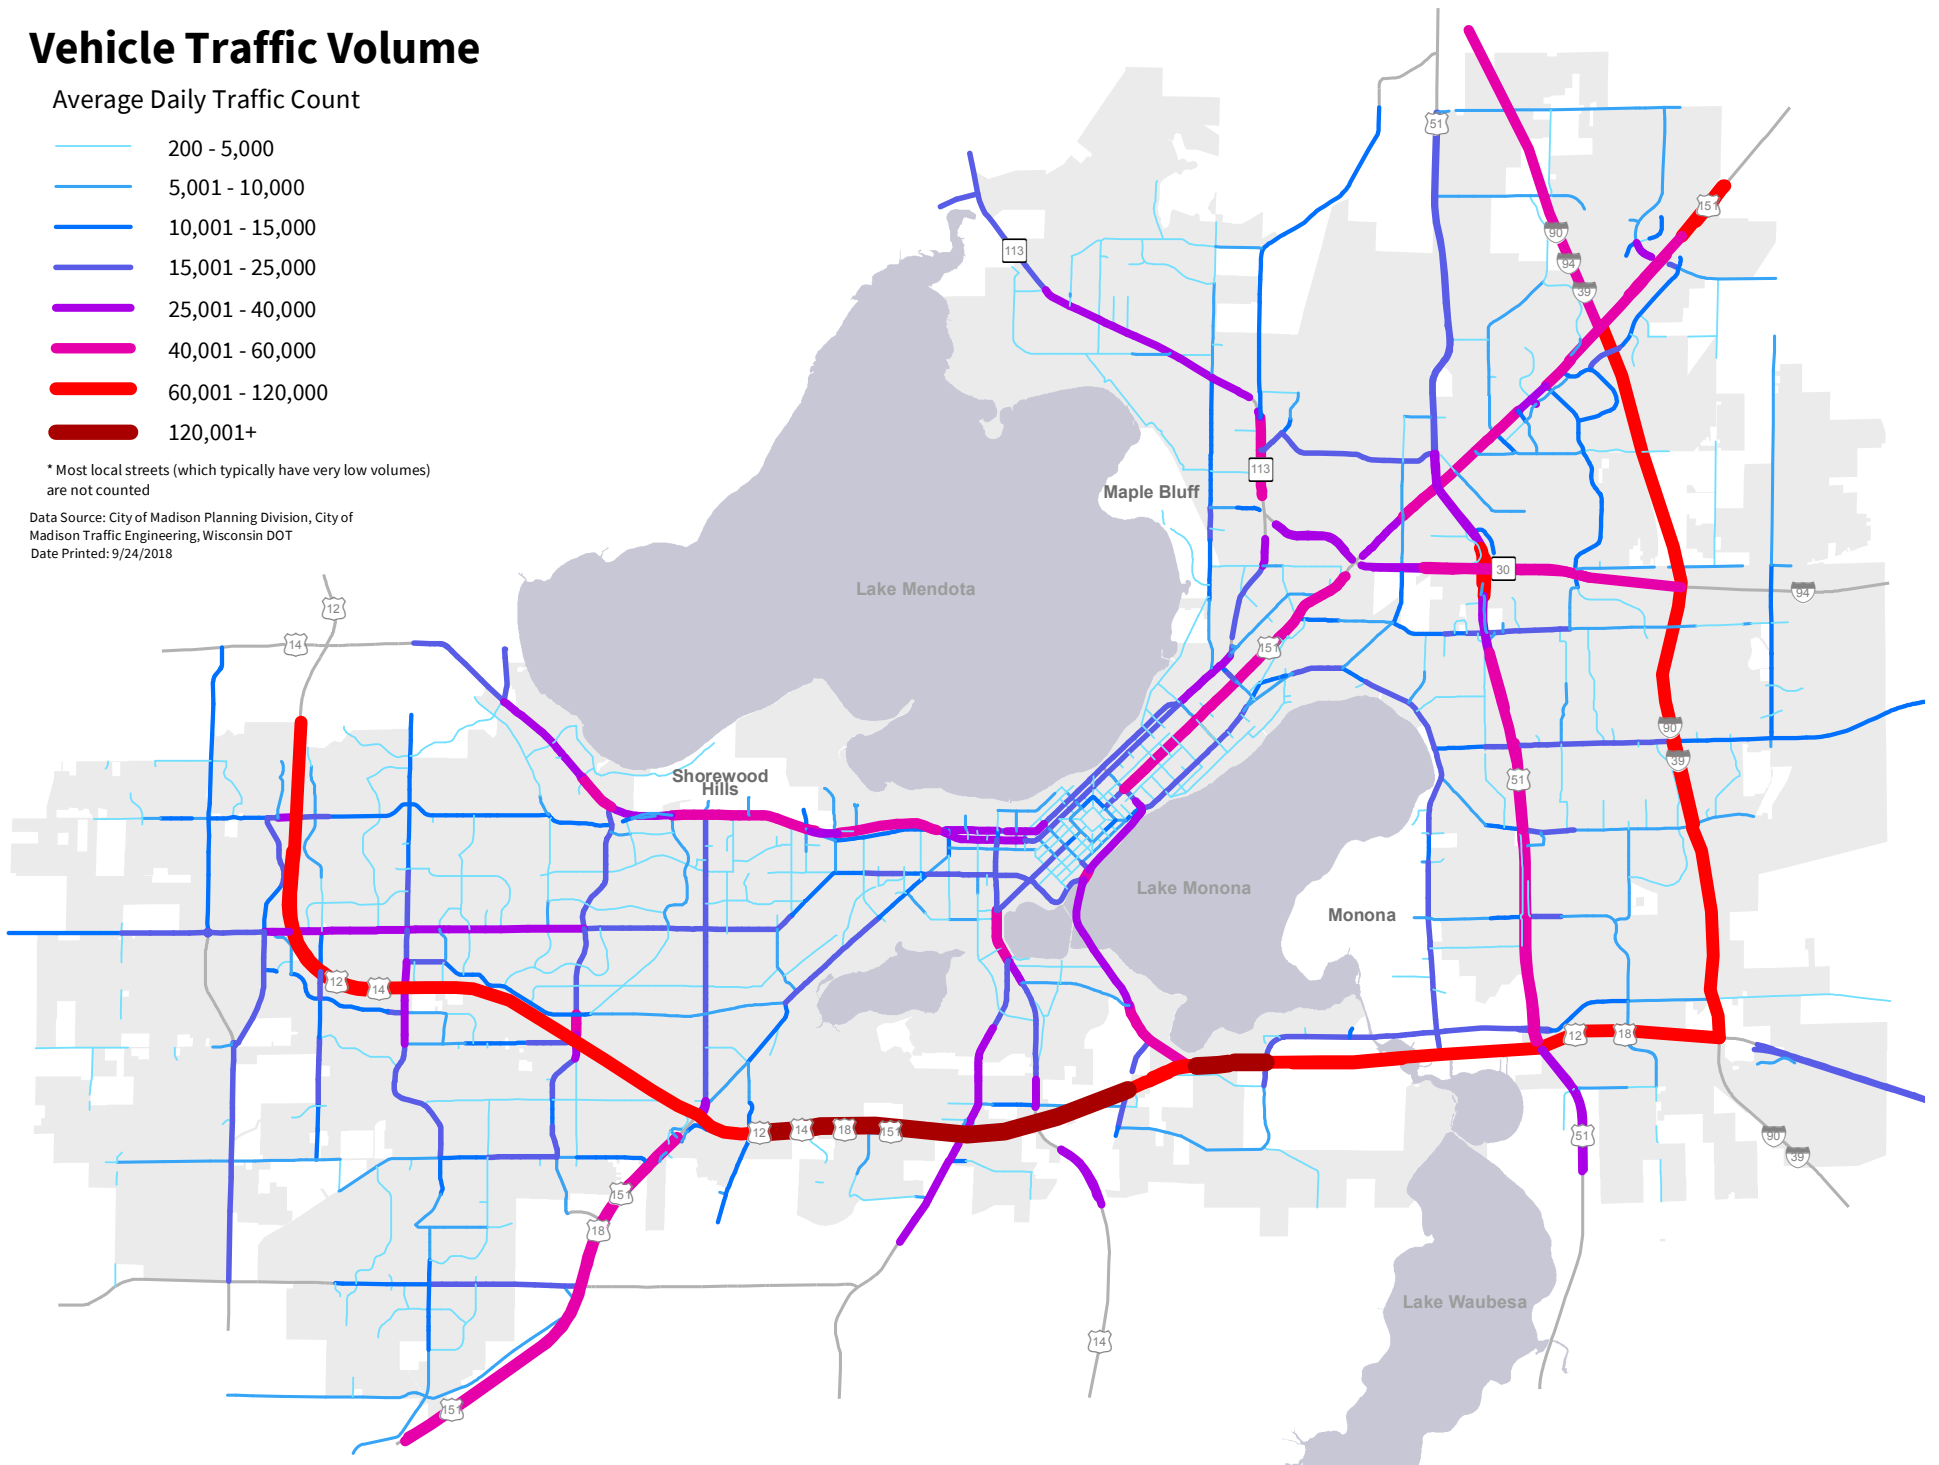 Vehicle Traffic Volume
Average Daily Traffic Count
200 - 5,000
5,001 - 10,000
10,001 - 15,000
15,001 - 25,000
25,001 - 40,000
40,001 - 60,000
60,001 - 120,000
120,001+
* Most local streets (which typically have very low volumes)
are not counted
Data Source: City of Madison Planning Division, City of
Madison Traffic Engineering, Wisconsin DOT
Date Printed: 9/24/2018
51
151
90
113
94
39
113
Maple Bluff
30
Lake Mendota
94
12
14
151
90
39
Shorewood
Hills
51
Lake Monona
Monona
12
14
12
18
12
14
18
151
51
90
39
151
18
Lake Waubesa
14
151